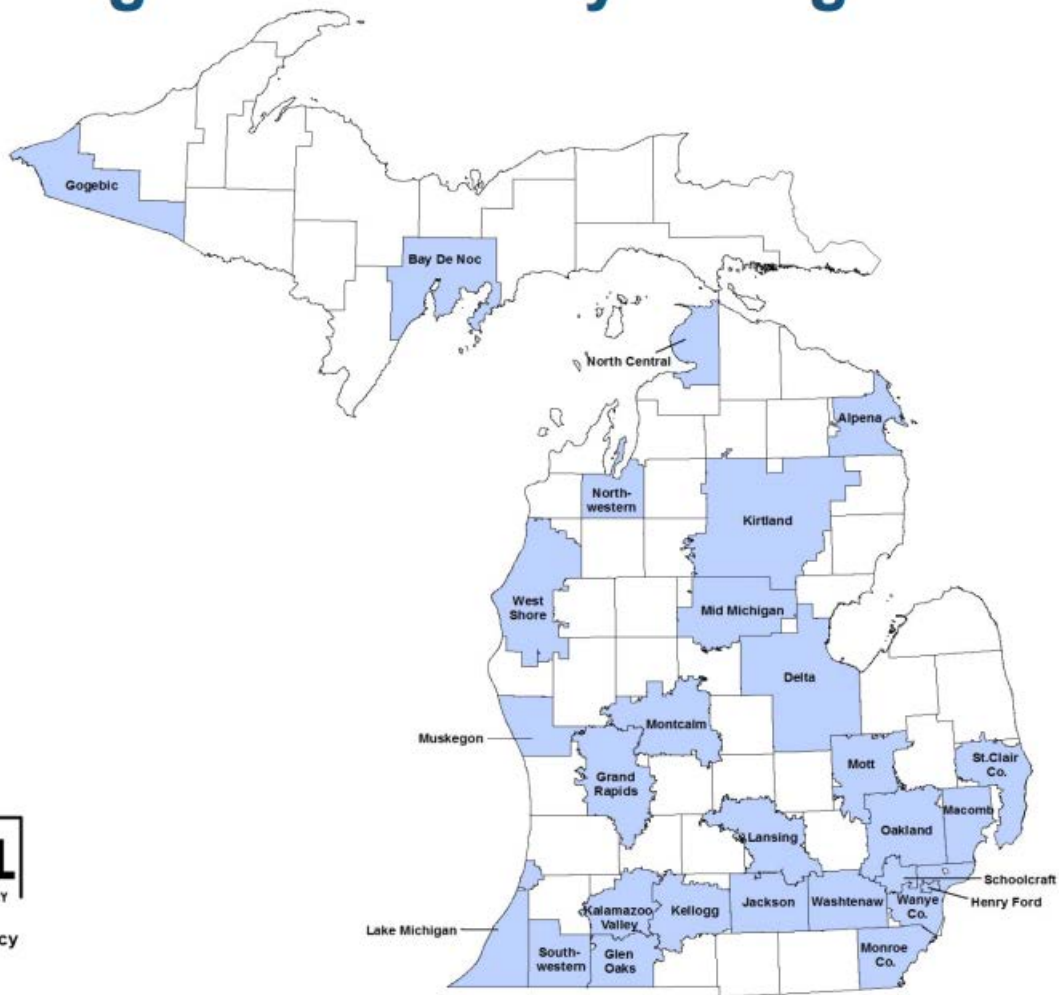 Gogebic
Bay De Noc
North Central
Alpena
North-
western
Kirtland
West
Shore
Mid Michigan
Delta
Montcalm
Muskegon
Mott
St.Clair
Co.
Grand
Rapids
Macomb
Oakland
Lansing
Schoolcraft
Henry Ford
Kalamazoo
Valley
Kellogg
Jackson
Washtenaw
Wanye
Co.
Lake Michigan
South-
western
Glen
Oaks
Monroe
Co.